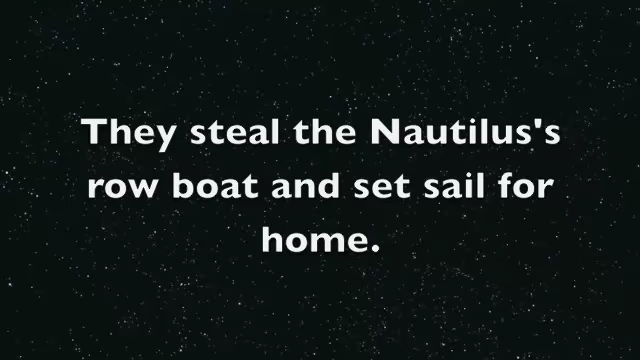 They steal the Nautilus's
row boat and set sail for
home.